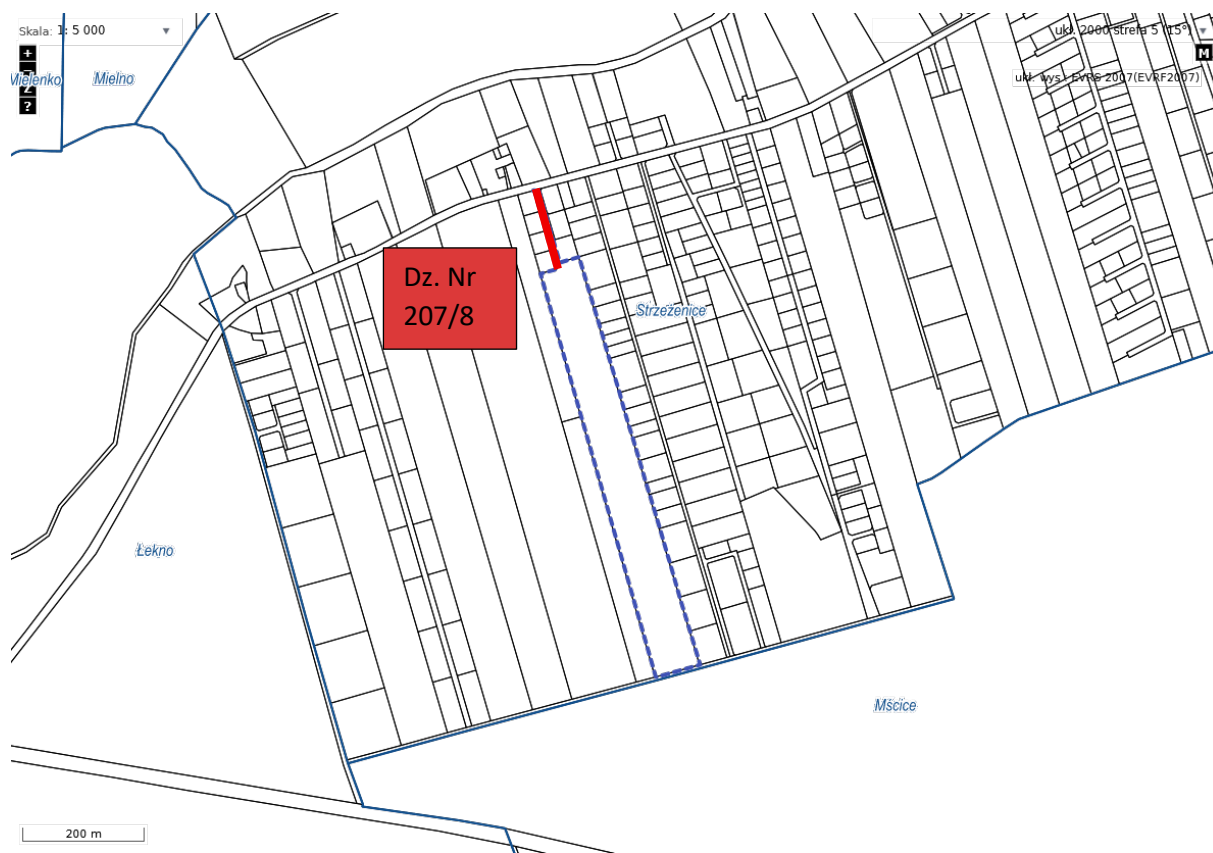 Skala: 1: 5 000
ukł. 2000 strefa 5 (15°)
+
M
Mielenko
Mielno
Z
?
ukł. wys.: EVRS 2007(EVRF2007)
Dz. Nr
207/8
Strzeżenice
Łekno
Mścice
200 m